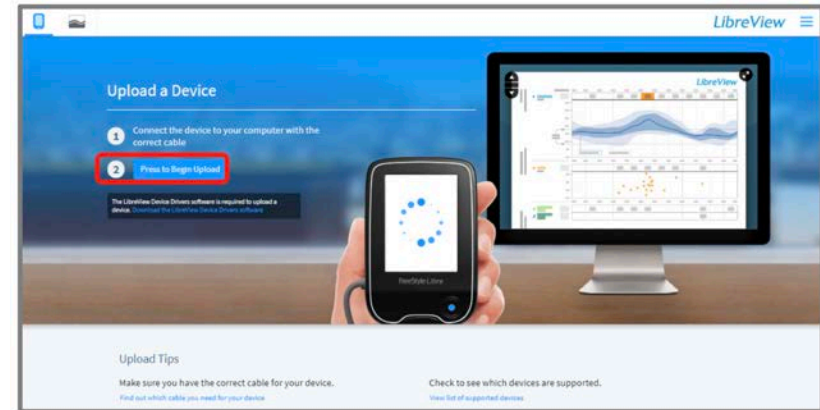 LibreView
Upload a Device
1 Connect the device to your computer with the
correct cable
2 Press to Begin Upload
The LibreView Device Drivers software is required to upload a
device. Download the LibreView Device Drivers software
LibreView
FreeStyle Libre
Upload Tips
Make sure you have the correct cable for your device.
Find out which cable you need for your device
Check to see which devices are supported.
View list of supported devices